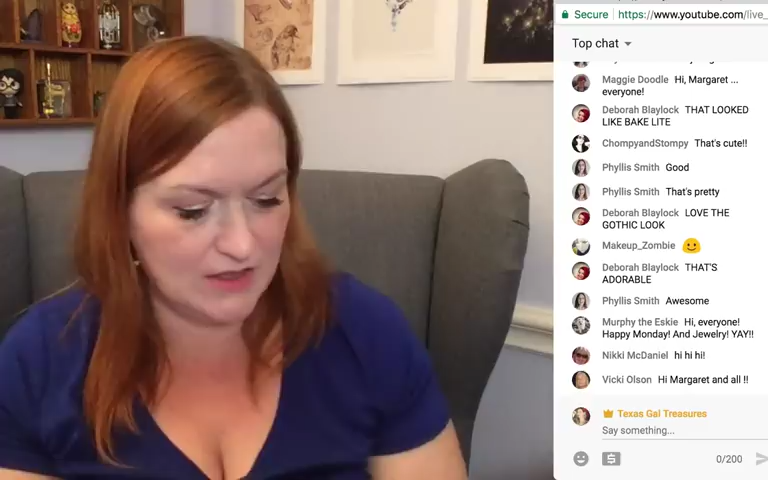 Secure https://www.youtube.com/live_
Top chat
Maggie Doodle Hi, Margaret ...
everyone!
Deborah Blaylock THAT LOOKED
LIKE BAKE LITE
ChompyandStompy That's cute!!
Phyllis Smith Good
Phyllis Smith That's pretty
Deborah Blaylock LOVE THE
GOTHIC LOOK
Makeup_Zombie
Deborah Blaylock THAT'S
ADORABLE
Phyllis Smith Awesome
Murphy the Eskie Hi, everyone!
Happy Monday! And Jewelry! YAY!!
Nikki McDaniel hi hi hi!
Vicki Olson Hi Margaret and all !!
Texas Gal Treasures
Say something...
0/200